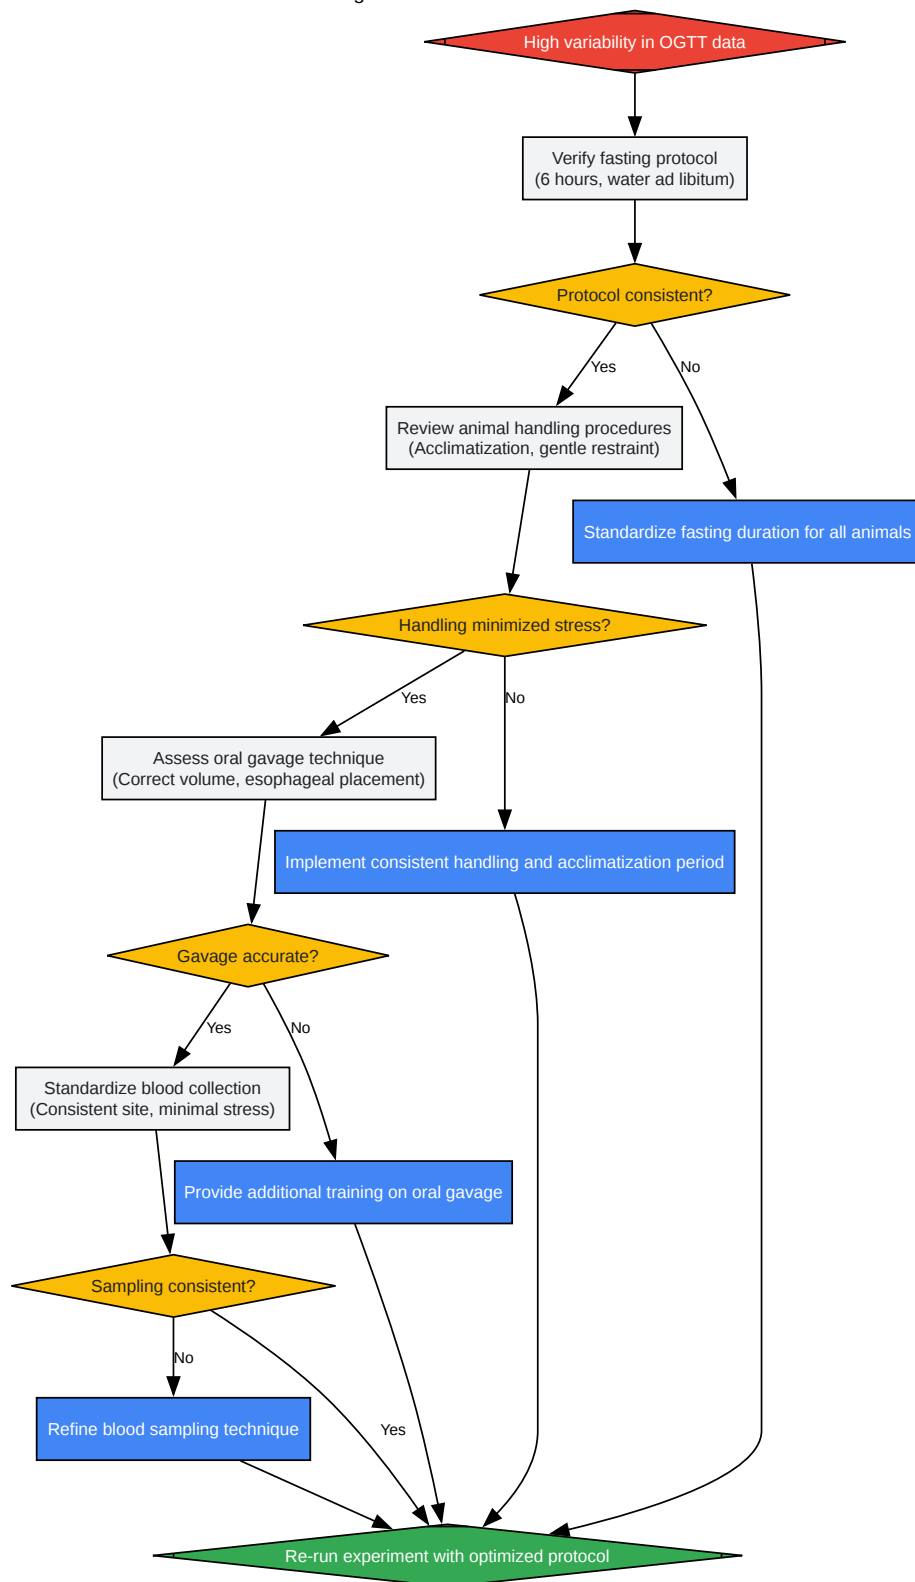 High variability in OGTT data
Verify fasting protocol
(6 hours, water ad libitum)
Protocol consistent?
Yes
No
Review animal handling procedures
(Acclimatization, gentle restraint)
Standardize fasting duration for all animals
Handling minimized stress?
Yes
No
Assess oral gavage technique
(Correct volume, esophageal placement)
Implement consistent handling and acclimatization period
Gavage accurate?
Yes
No
Standardize blood collection
(Consistent site, minimal stress)
Provide additional training on oral gavage
Sampling consistent?
No
Yes
Refine blood sampling technique
Re-run experiment with optimized protocol